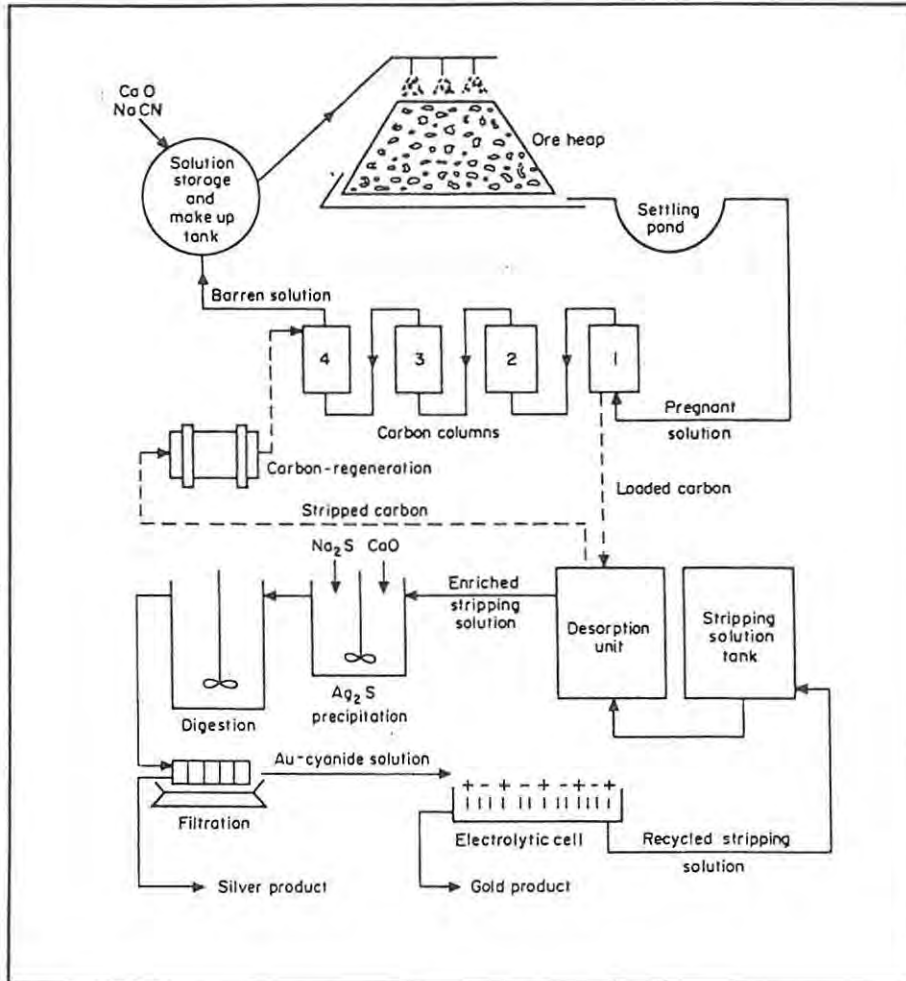 CaO
NaCN
Solution
storage
and
make up
tank
Ore heap
Settling
pond
Barren solution
4
3
2
1
Carbon columns
Pregnant
solution
Carbon-regeneration
Loaded carbon
Stripped carbon
Na₂S
CaO
Enriched
stripping
solution
Desorption
unit
Stripping
solution
tank
Ag₂S
precipitation
Digestion
Au-cyanide solution
+ - + - + - + - +
Filtration
Electrolytic cell
Recycled stripping
solution
Silver product
Gold product